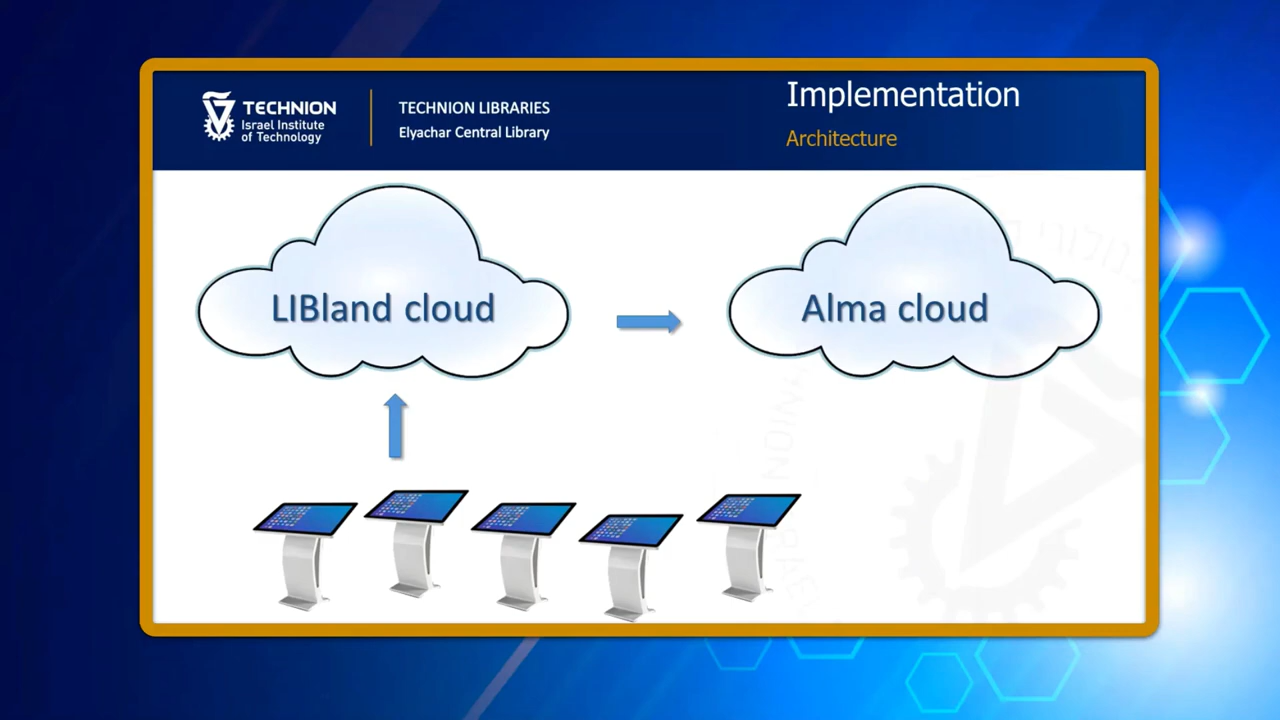 TECHNION
Israel Institute
of Technology
TECHNION LIBRARIES
Elyachar Central Library
Implementation
Architecture
LIBland cloud
Alma cloud